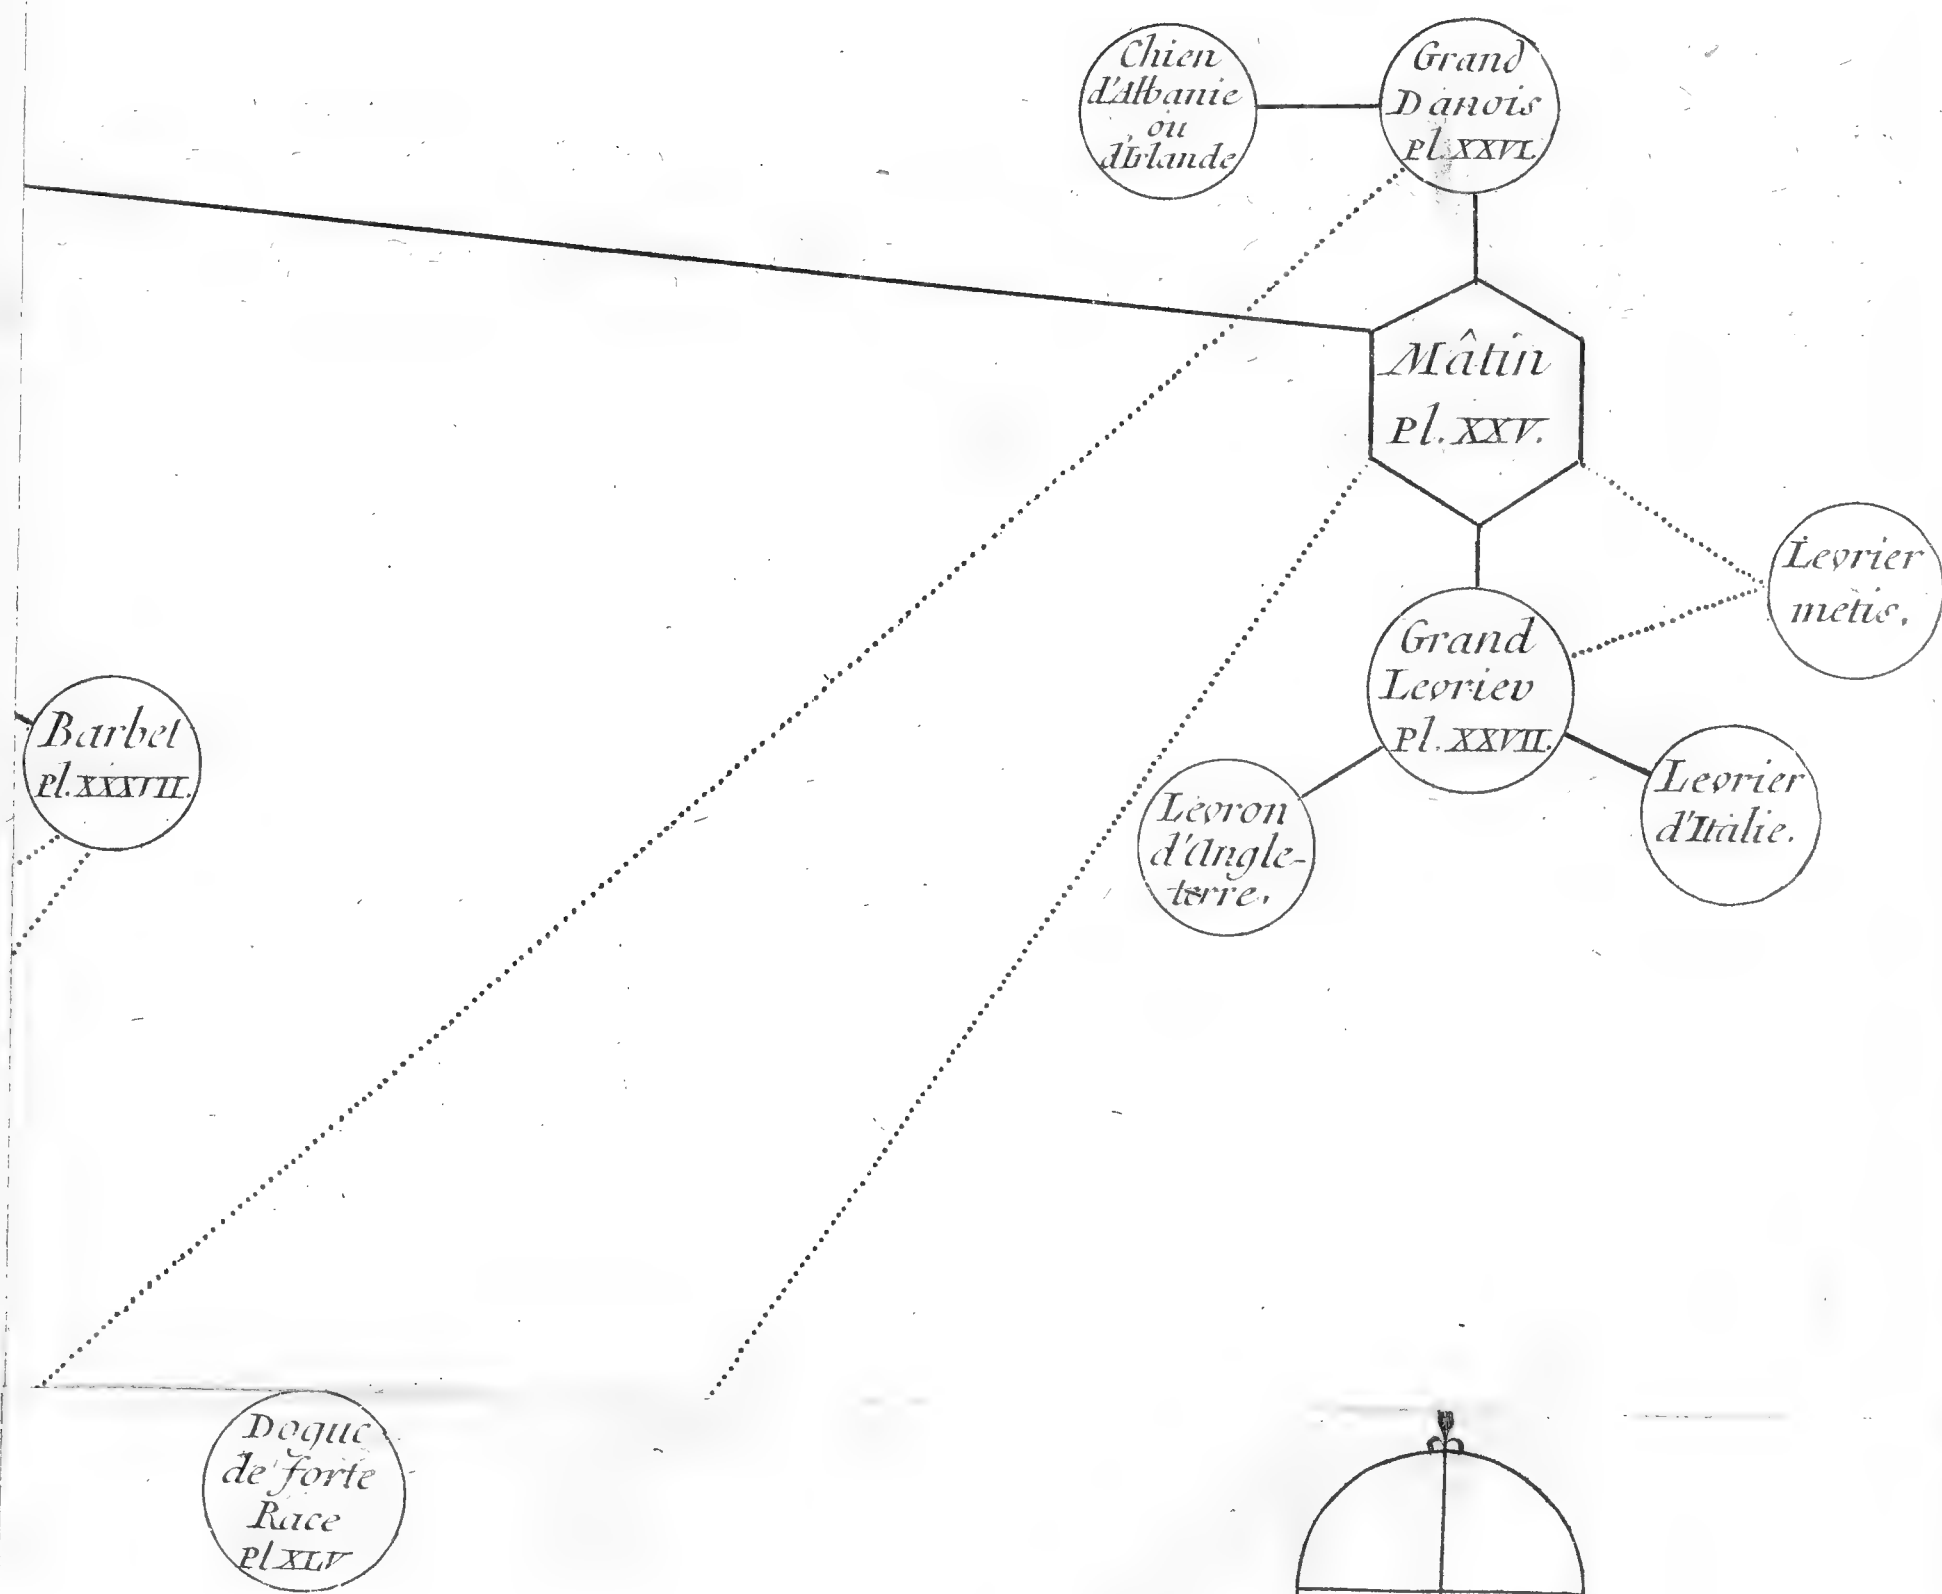 Chien
d'Albanie
ou
d'Irlande
Grand
Danois
Pl. XXVI.
Mâtin
Pl. XXV.
Levrier
métis.
Grand
Levrier
Pl. XXVII.
Barbet
Pl. XXXVII.
Levron
d'Angle-
terre.
Levrier
d'Italie.
Dogue
de forte
Race
Pl XLV